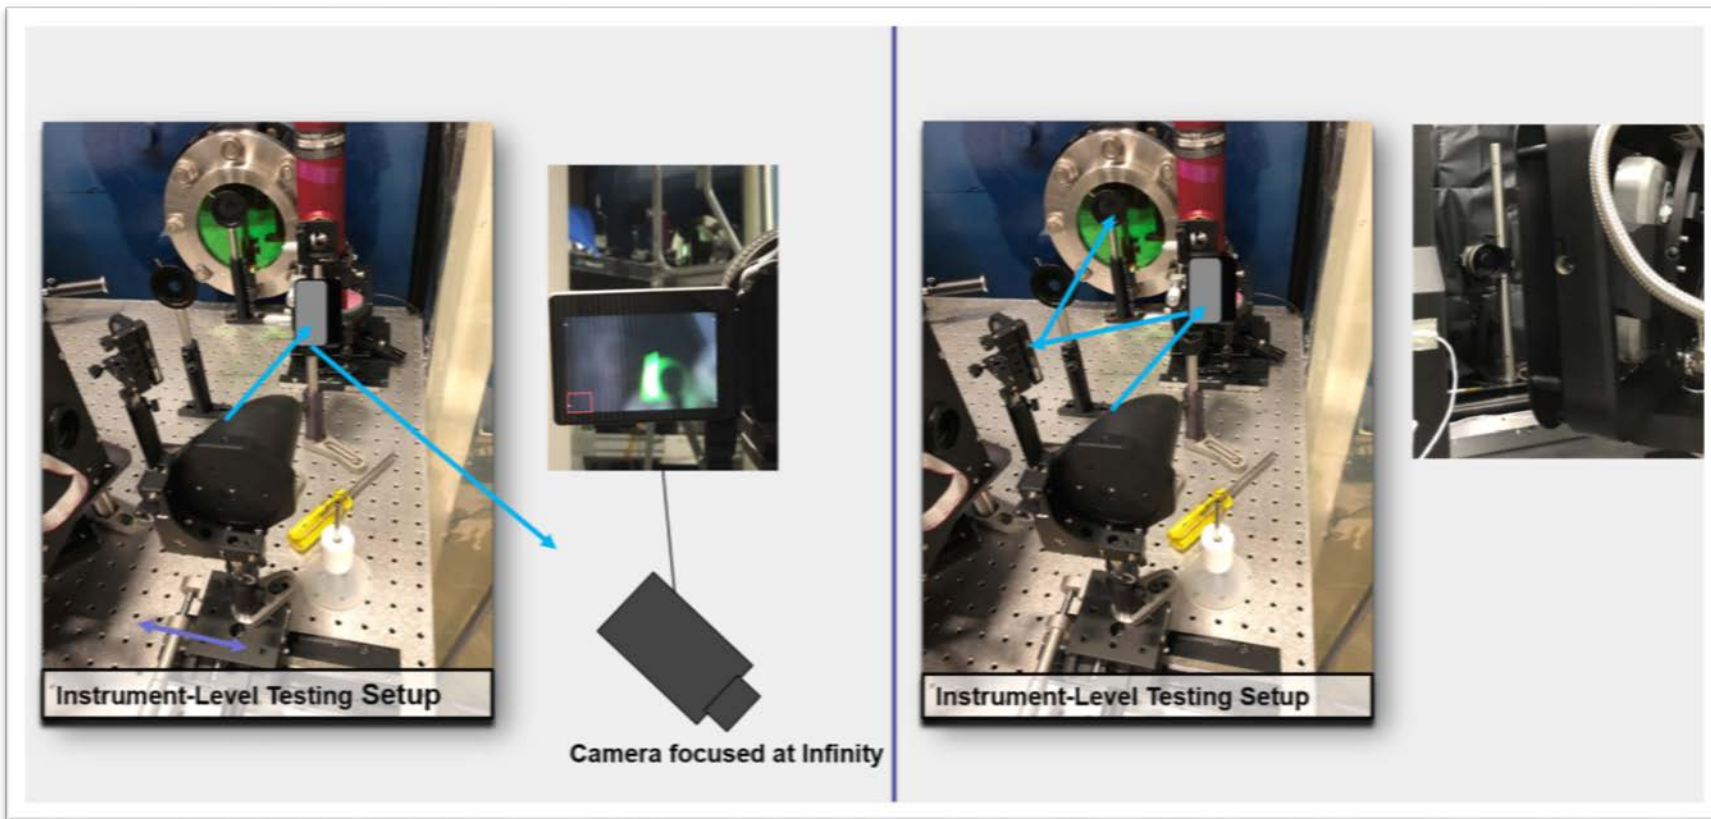 Instrument-Level Testing Setup
Camera focused at Infinity
Instrument-Level Testing Setup